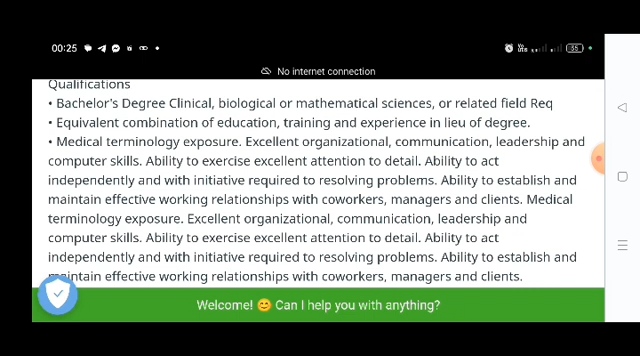 00:25
55
No internet connection
Qualifications
• Bachelor's Degree Clinical, biological or mathematical sciences, or related field Req
• Equivalent combination of education, training and experience in lieu of degree.
• Medical terminology exposure. Excellent organizational, communication, leadership and
computer skills. Ability to exercise excellent attention to detail. Ability to act
independently and with initiative required to resolving problems. Ability to establish and
maintain effective working relationships with coworkers, managers and clients. Medical
terminology exposure. Excellent organizational, communication, leadership and
computer skills. Ability to exercise excellent attention to detail. Ability to act
independently and with initiative required to resolving problems. Ability to establish and
maintain effective working relationships with coworkers, managers and clients.
Welcome! 😊 Can I help you with anything?